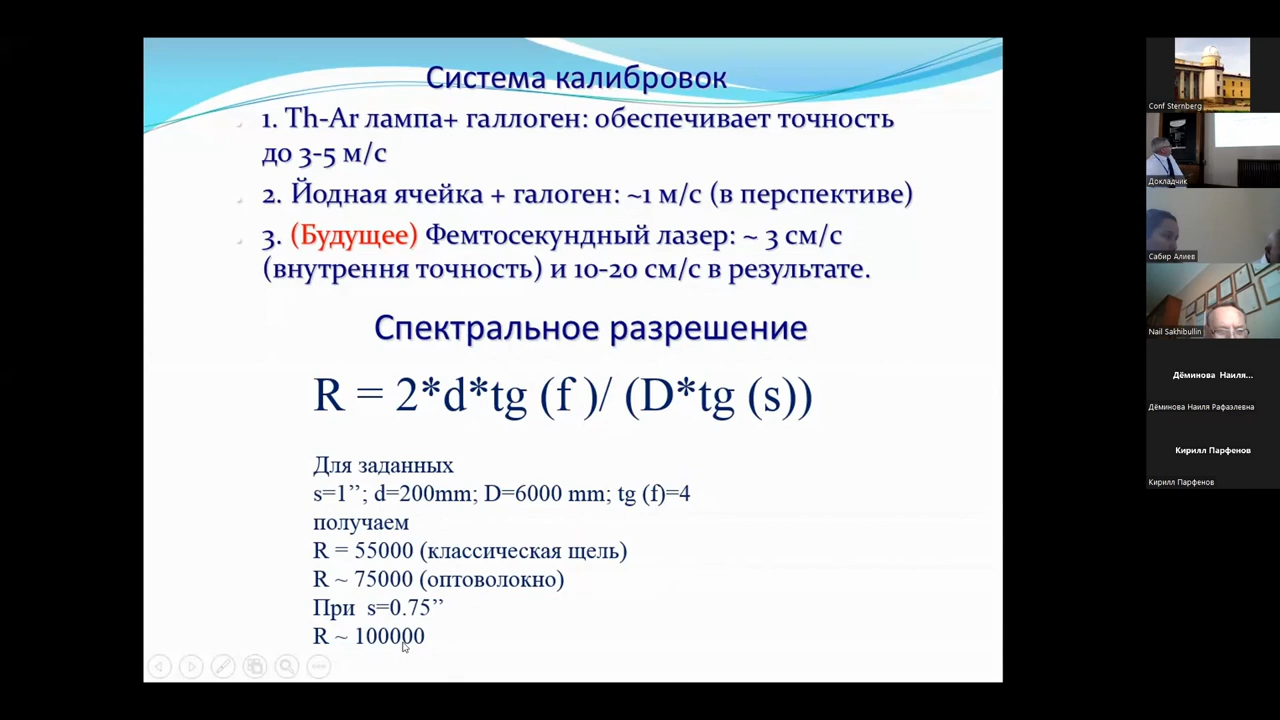 Система калибровок
1. Th-Ar лампа+ галлоген: обеспечивает точность
до 3-5 м/с
2. Йодная ячейка + галоген: ~1 м/с (в перспективе)
3. (Будущее) Фемтосекундный лазер: ~ 3 см/с
(внутрення точность) и 10-20 см/с в результате.
Спектральное разрешение
R = 2*d*tg (f )/ (D*tg (s))
Для заданных
s=1’’; d=200mm; D=6000 mm; tg (f)=4
получаем
R = 55000 (классическая щель)
R ~ 75000 (оптоволокно)
При s=0.75’’
R ~ 100000
Conf Sternberg
Докладчик
Сабир Алиев
Nail Sakhibullin
Дёминова Наиля...
Дёминова Наиля Рафаэлевна
Кирилл Парфенов
Кирилл Парфенов